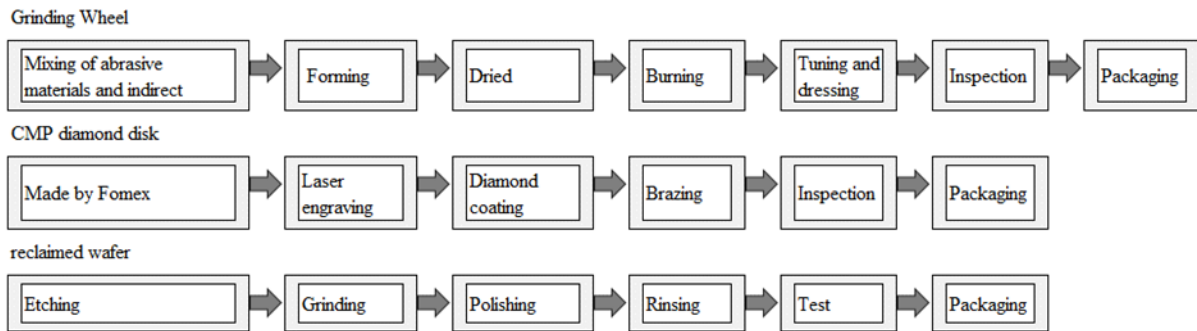 Grinding Wheel
Mixing of abrasive
materials and indirect
Forming
Dried
Burning
Tuning and
dressing
Inspection
Packaging
CMP diamond disk
Made by Fomex
Laser
engraving
Diamond
coating
Brazing
Inspection
Packaging
reclaimed wafer
Etching
Grinding
Polishing
Rinsing
Test
Packaging